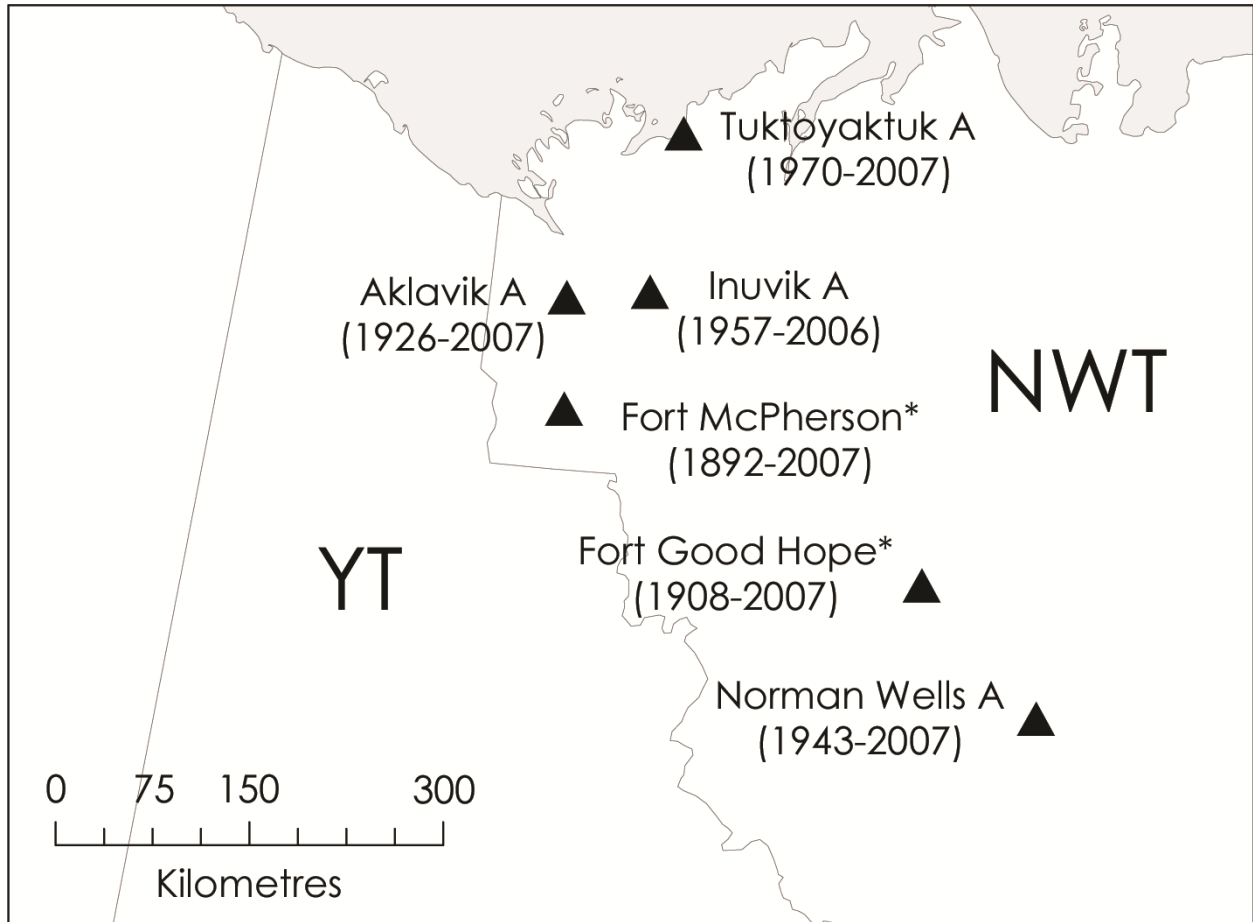 Tuktoyaktuk A
(1970-2007)
Aklavik A
(1926-2007)
Inuvik A
(1957-2006)
NWT
Fort McPherson*
(1892-2007)
YT
Fort Good Hope*
(1908-2007)
Norman Wells A
(1943-2007)
0 75 150 300
Kilometres